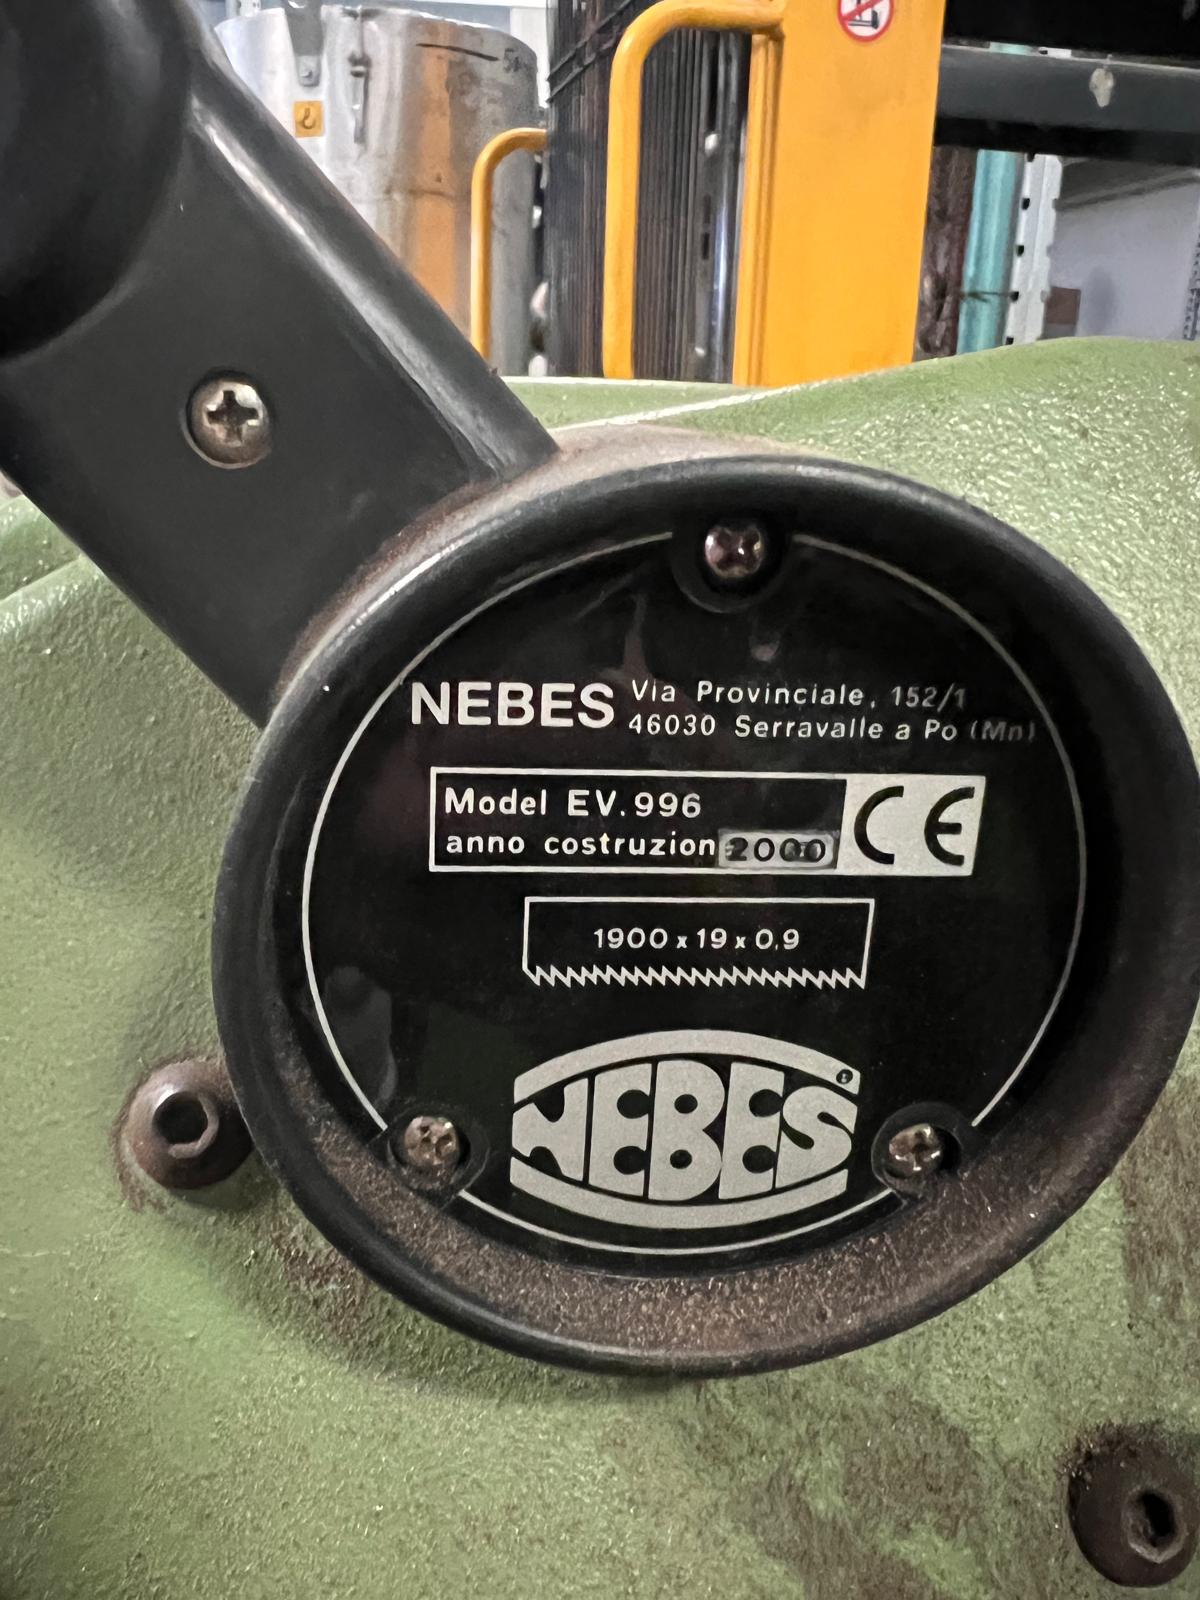 NEBES Via Provinciale, 152/1
46030 Serravalle a Po (Mn)
Model EV.996
anno costruzion 2000
CE
1900 x 19 x 0,9
NEBES